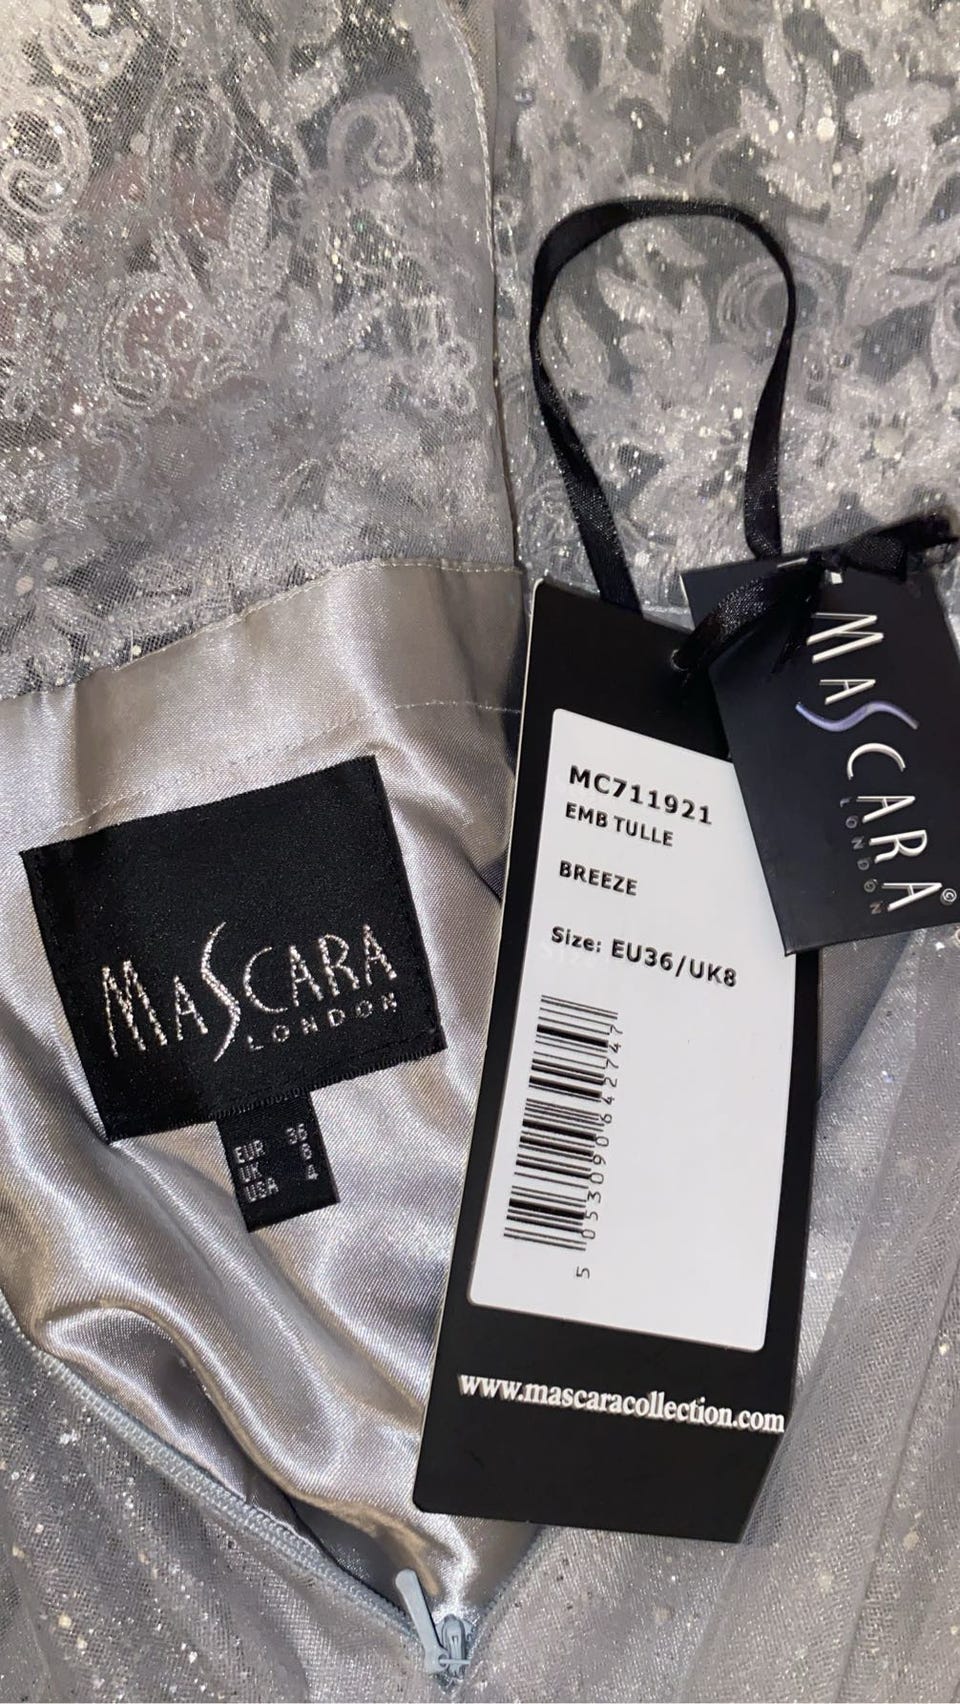 MASCARA
LONDON
EUR 36
UK 8
USA 4
MC711921
EMB TULLE
BREEZE
Size: EU36/UK8
5 053090 642747
www.mascaracollection.com
MASCARA©
LONDON